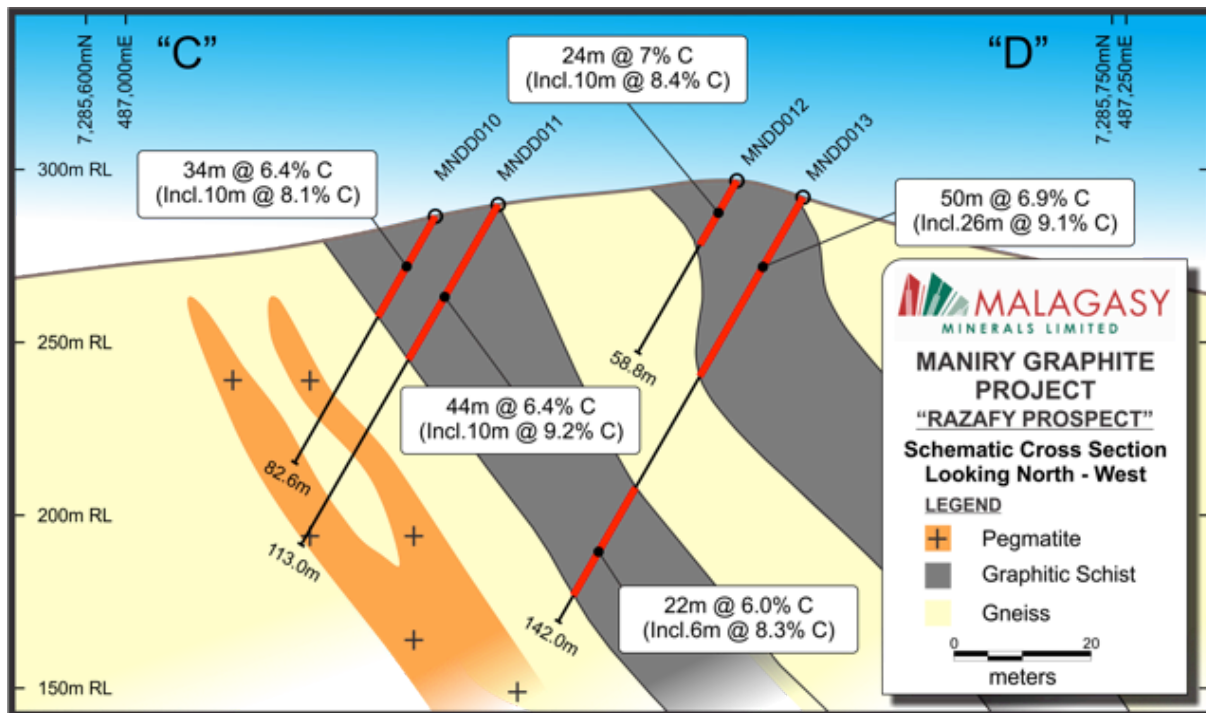 7,285,600mN
487,000mE
“C”
24m @ 7% C
(Incl.10m @ 8.4% C)
“D”
7,285,750mN
487,250mE
MNDD010
MNDD011
MNDD012
MNDD013
300m RL
34m @ 6.4% C
(Incl.10m @ 8.1% C)
50m @ 6.9% C
(Incl.26m @ 9.1% C)
250m RL
58.8m
44m @ 6.4% C
(Incl.10m @ 9.2% C)
82.6m
200m RL
113.0m
22m @ 6.0% C
(Incl.6m @ 8.3% C)
142.0m
150m RL
MALAGASY
MINERALS LIMITED
MANIRY GRAPHITE
PROJECT
“RAZAFY PROSPECT”
Schematic Cross Section
Looking North - West
LEGEND
Pegmatite
Graphitic Schist
Gneiss
0 20
meters